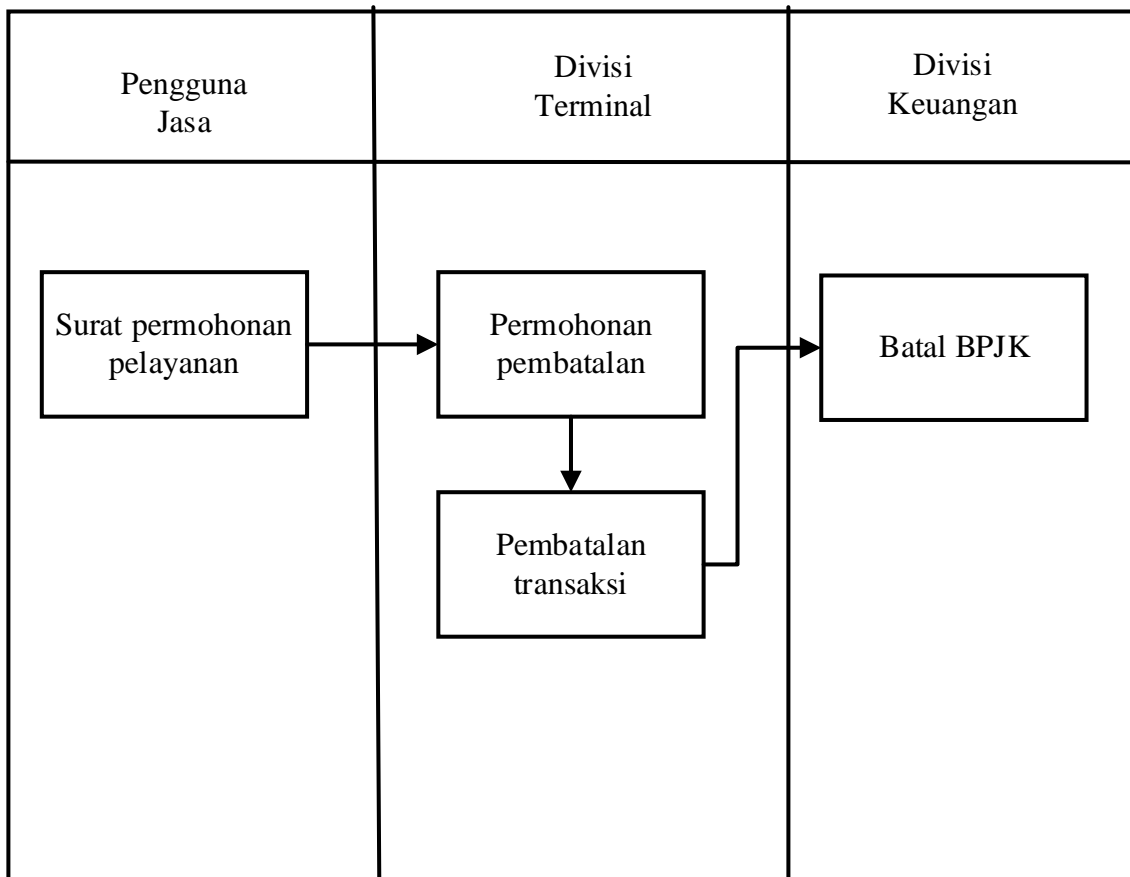 Pengguna
Jasa
Divisi
Terminal
Divisi
Keuangan
Surat permohonan
pelayanan
Permohonan
pembatalan
Batal BPJK
Pembatalan
transaksi